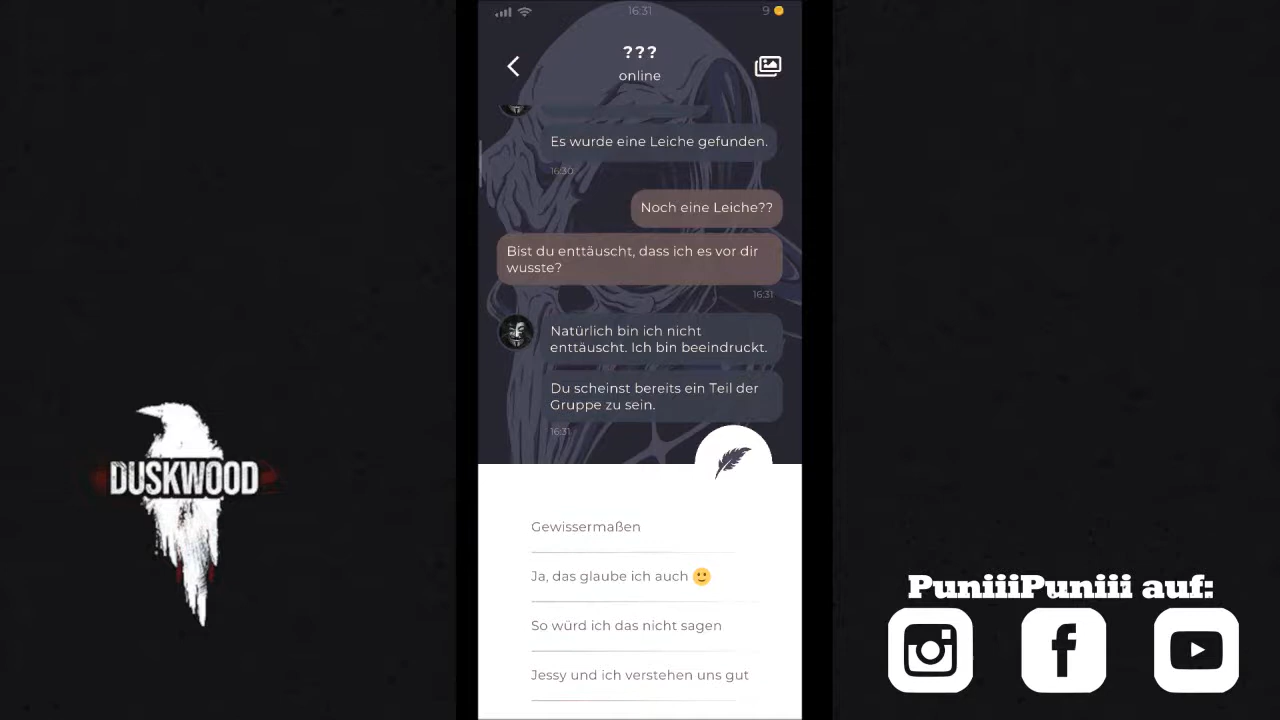 16:31
9
???
online
Es wurde eine Leiche gefunden.
16:30
Noch eine Leiche??
Bist du enttäuscht, dass ich es vor dir
wusste?
16:31
Natürlich bin ich nicht
enttäuscht. Ich bin beeindruckt.
Du scheinst bereits ein Teil der
Gruppe zu sein.
16:31
Gewissermaßen
Ja, das glaube ich auch 🙂
So würd ich das nicht sagen
Jessy und ich verstehen uns gut
DUSKWOOD
PuniiiPuniii auf: